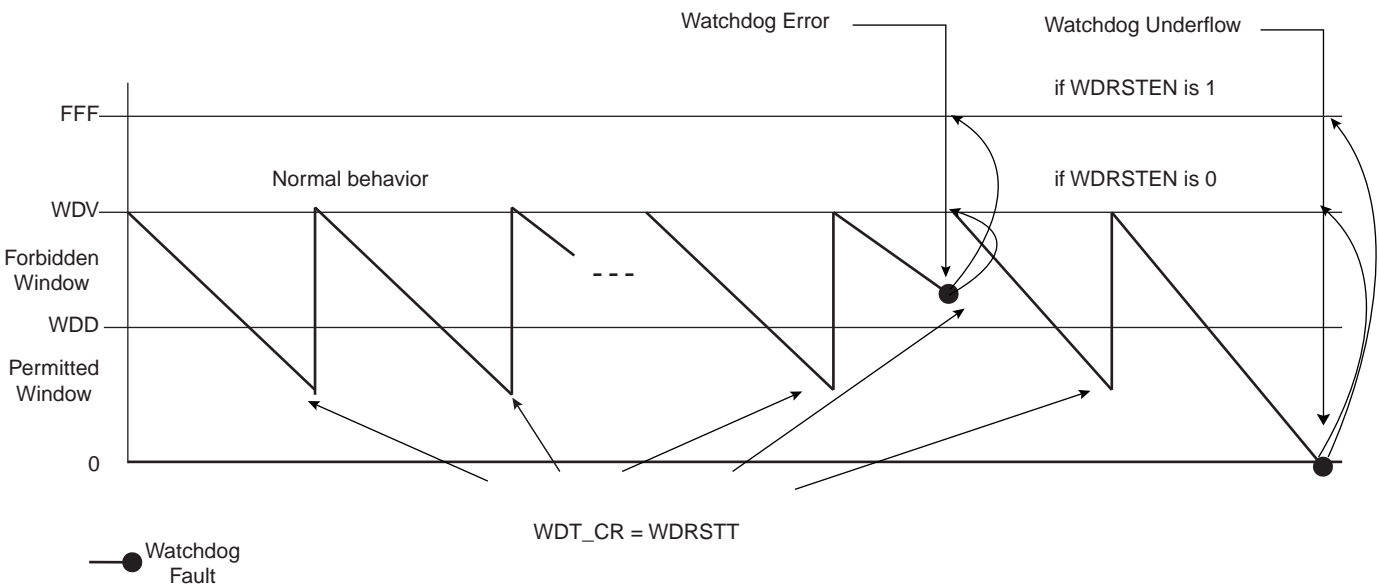 Watchdog Error
Watchdog Underflow
if WDRSTEN is 1
FFF
Normal behavior
if WDRSTEN is 0
WDV
Forbidden
Window
WDD
Permitted
Window
0
WDT_CR = WDRSTT
Watchdog
Fault